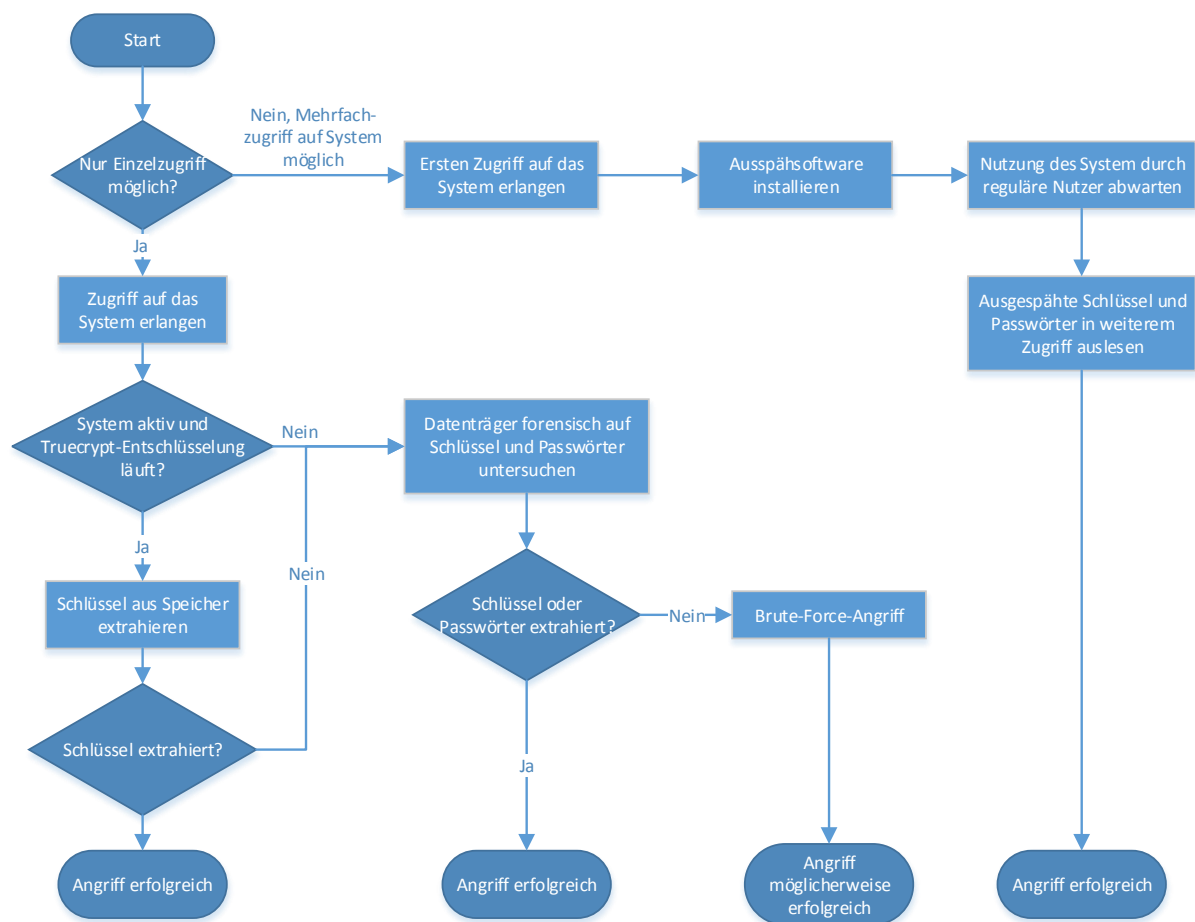 Start
Nein, Mehrfach-
zugriff auf System
möglich
Nur Einzelzugriff
möglich?
Ersten Zugriff auf das
System erlangen
Ausspähsoftware
installieren
Nutzung des System durch
reguläre Nutzer abwarten
Ja
Zugriff auf das
System erlangen
Ausgespähte Schlüssel und
Passwörter in weiterem
Zugriff auslesen
System aktiv und
Truecrypt-Entschlüsselung
läuft?
Nein
Datenträger forensisch auf
Schlüssel und Passwörter
untersuchen
Ja
Nein
Schlüssel aus Speicher
extrahieren
Schlüssel oder
Passwörter extrahiert?
Nein
Brute-Force-Angriff
Schlüssel extrahiert?
Ja
Angriff erfolgreich
Angriff erfolgreich
Angriff
möglicherweise
erfolgreich
Angriff erfolgreich